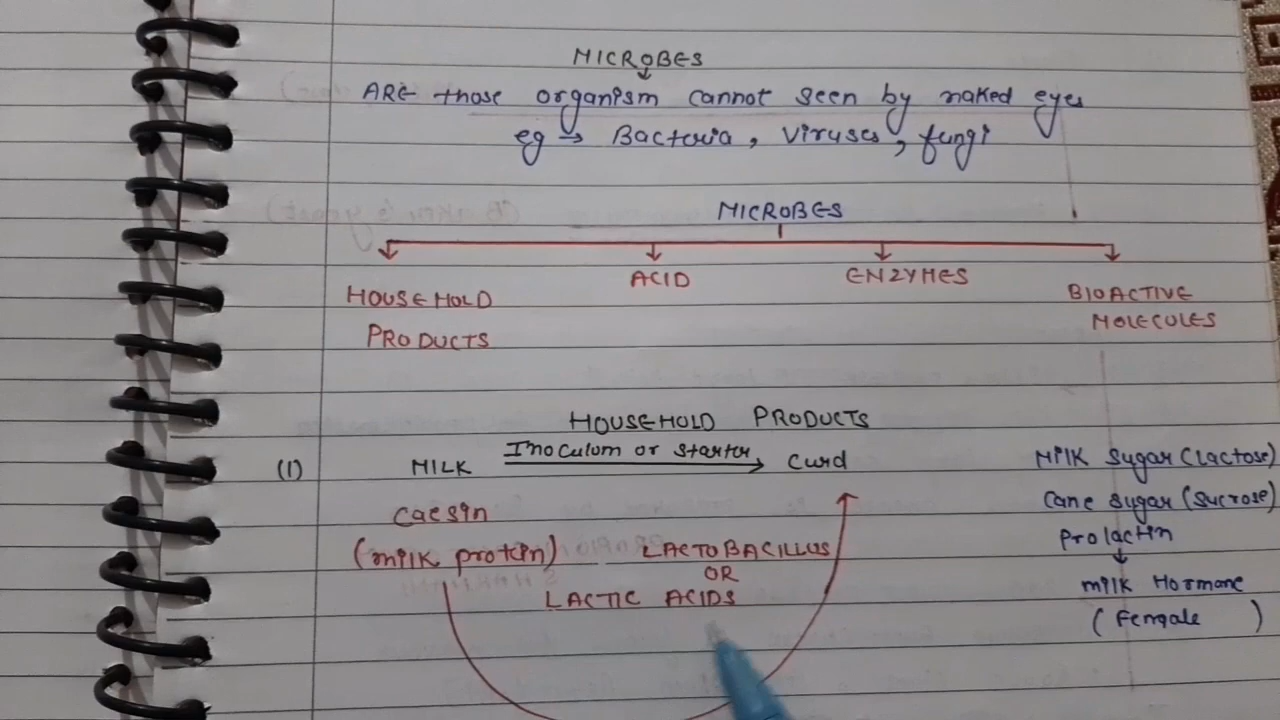 MICROBES
ARE those organism cannot seen by naked eyes
eg → Bacteria, Viruses, fungi
MICROBES
HOUSEHOLD PRODUCTS
ACID
ENZYMES
BIOACTIVE MOLECULES
HOUSEHOLD PRODUCTS
(1) MILK Inoculum or Starter Curd
Caesin
(milk protein)
LACTOBACILLUS
OR
LACTIC ACIDS
Milk Sugar (Lactose)
Cane Sugar (Sucrose)
Prolactin
milk Hormone
(Female)